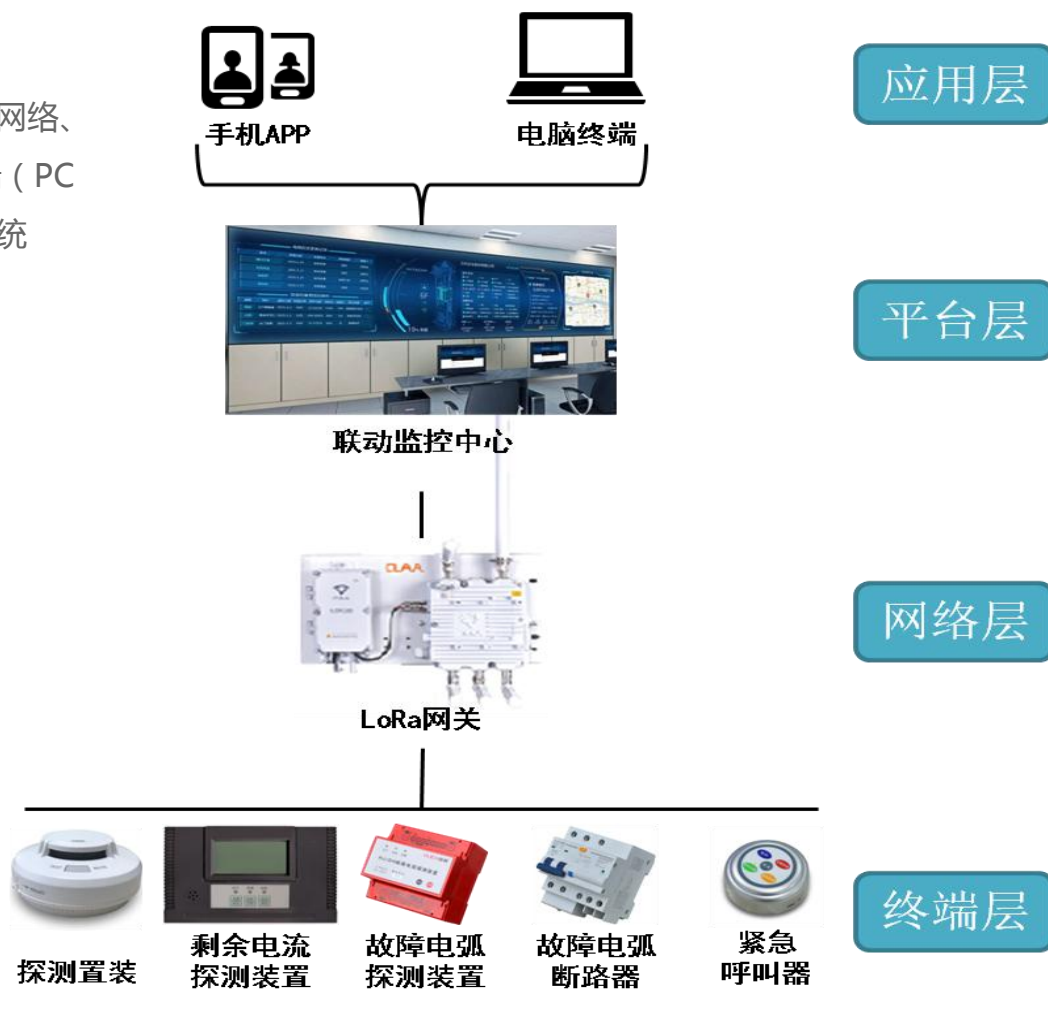 应用层
网络、
（PC
统
手机APP
电脑终端
平台层
联动监控中心
网络层
LoRa网关
终端层
探测置装
剩余电流
探测装置
故障电弧
探测装置
故障电弧
断路器
紧急
呼叫器